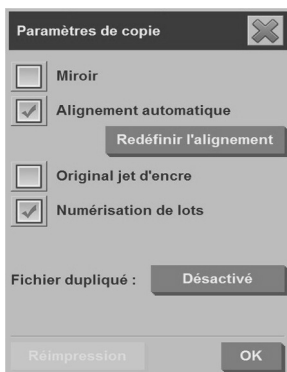 Paramètres de copie
Miroir
Alignement automatique
Redéfinir l'alignement
Original jet d'encre
Numérisation de lots
Fichier dupliqué : Désactivé
Réimpression OK